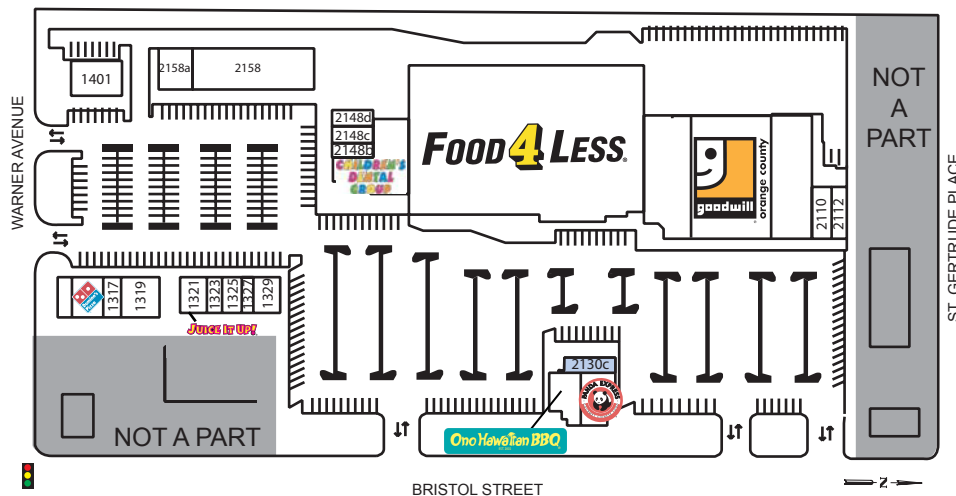 NOT
A
PART
WARNER AVENUE
1401
2158a
2158
2148d
2148c
2148b
CHILDREN'S
DENTAL
GROUP
FOOD 4 LESS.
goodwill
orange county
2110
2112
ST. GERTRUDE PLACE
1317
1319
1321
1323
1325
1327
1329
JUICE IT UP!
2130c
PANDA EXPRESS
Ono Hawaiian BBQ
NOT A PART
BRISTOL STREET
N